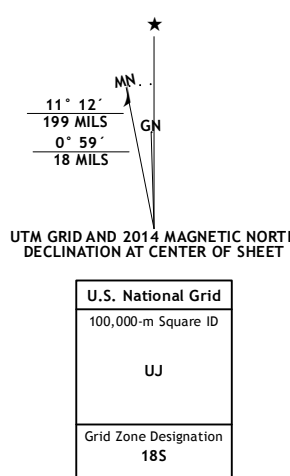 MN
GN
11° 12´
199 MILS
0° 59´
18 MILS
UTM GRID AND 2014 MAGNETIC NORT
DECLINATION AT CENTER OF SHEET
U.S. National Grid
100,000-m Square ID
UJ
Grid Zone Designation
18S